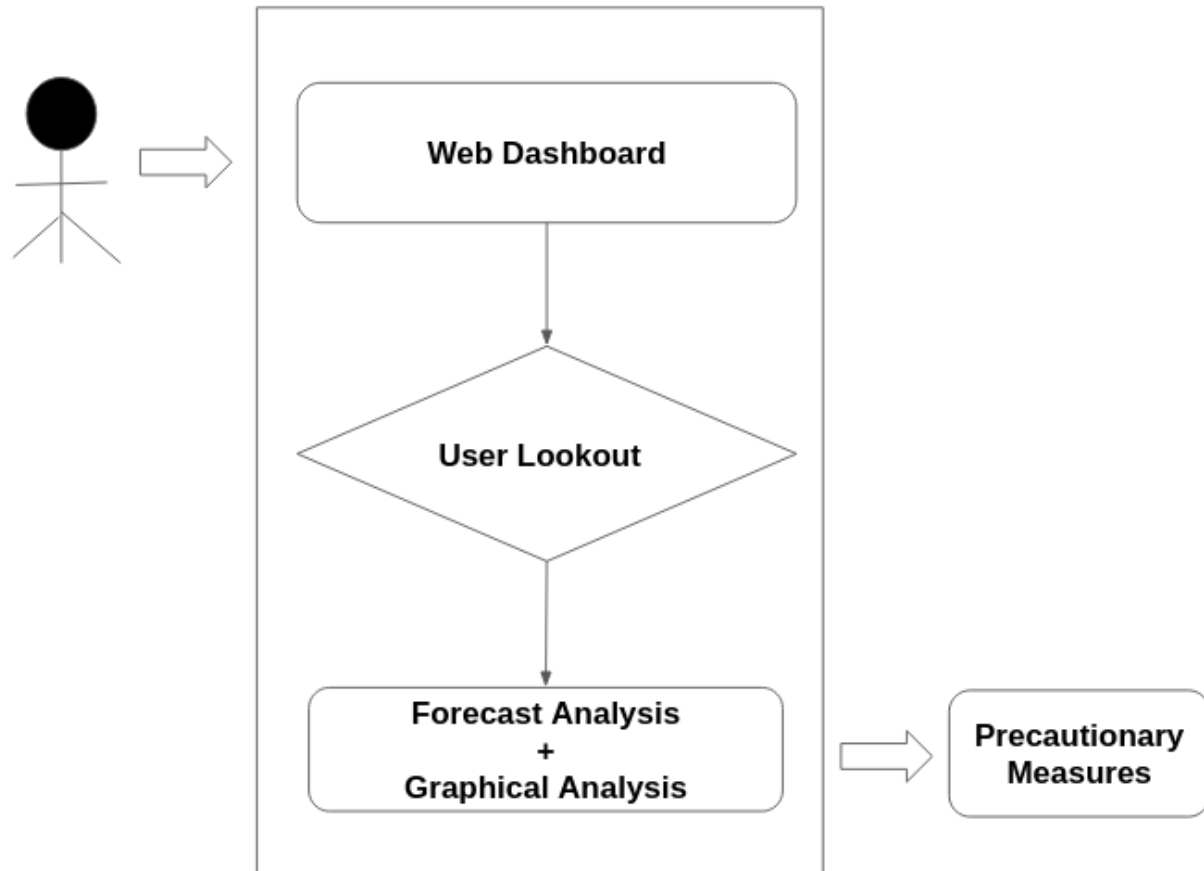 Web Dashboard
User Lookout
Forecast Analysis
+
Graphical Analysis
Precautionary
Measures